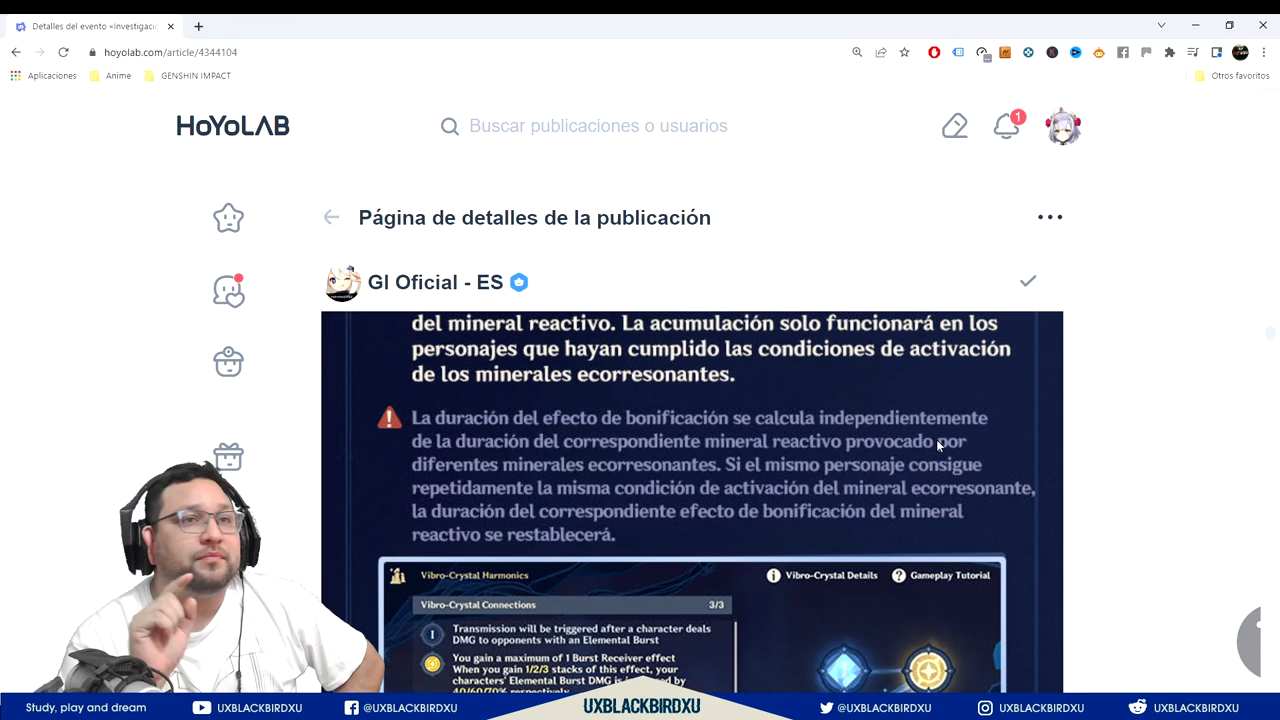 Detalles del evento «Investigació
hoyolab.com/article/4344104
Aplicaciones
Anime
GENSHIN IMPACT
Otros favoritos
HoYoLAB
Buscar publicaciones o usuarios
1
Página de detalles de la publicación
GI Oficial - ES
del mineral reactivo. La acumulación solo funcionará en los
personajes que hayan cumplido las condiciones de activación
de los minerales ecorresonantes.
La duración del efecto de bonificación se calcula independientemente
de la duración del correspondiente mineral reactivo provocado por
diferentes minerales ecorresonantes. Si el mismo personaje consigue
repetidamente la misma condición de activación del mineral ecorresonante,
la duración del correspondiente efecto de bonificación del mineral
reactivo se restablecerá.
Vibro-Crystal Harmonics
Vibro-Crystal Details
Gameplay Tutorial
Vibro-Crystal Connections 3/3
I
Transmission will be triggered after a character deals
DMG to opponents with an Elemental Burst
You gain a maximum of 1 Burst Receiver effect
When you gain 1/2/3 stacks of this effect, your
characters' Elemental Burst DMG is increased by
40/60/70% respectively
Study, play and dream
UXBLACKBIRDXU
@UXBLACKBIRDXU
UXBLACKBIRDXU
@UXBLACKBIRDXU
UXBLACKBIRDXU
UXBLACKBIRDXU